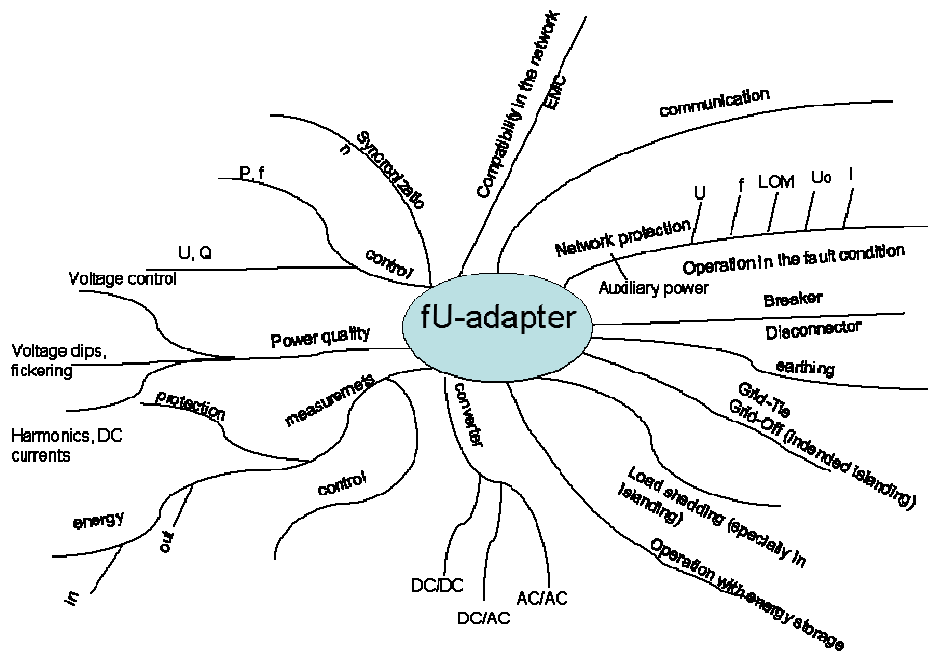 Compatibility in the network
EMC
communication
Syncronizatio
n
P, f
U
f
LOM
Uo
I
Network protection
U, Q
control
Operation in the fault condition
Voltage control
Auxiliary power
Breaker
fU-adapter
Disconnector
Power quality
Voltage dips,
fickering
earthing
measuremets
protection
converter
Grid-Tie
Grid-Off (indended islanding)
Harmonics, DC
currents
control
Load shedding (specially in
islanding)
energy
out
in
Operation with energy storage
DC/DC
DC/AC
AC/AC